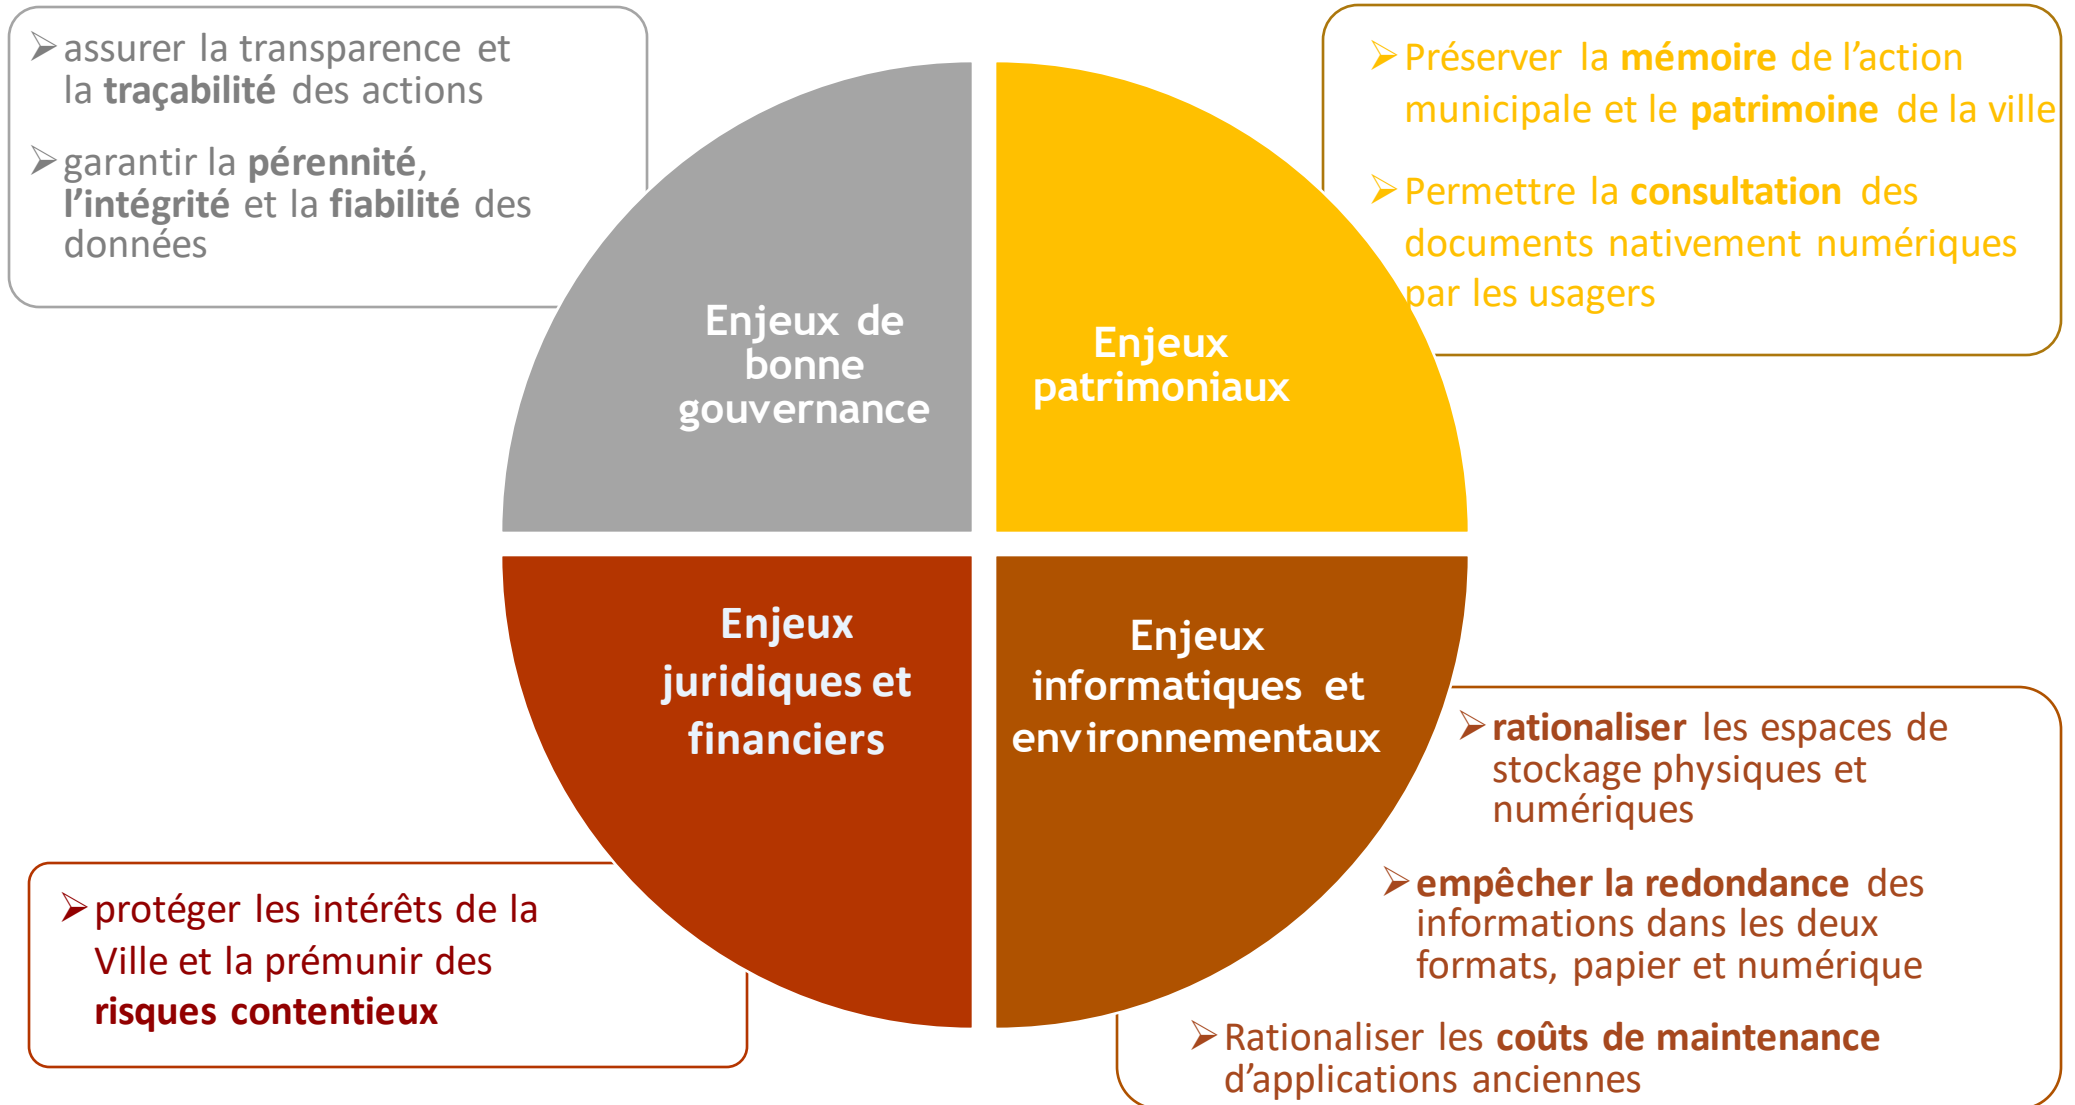 ➢assurer la transparence et
la traçabilité des actions
➢garantir la pérennité,
l’intégrité et la fiabilité des
données
➢Préserver la mémoire de l’action
municipale et le patrimoine de la ville
➢Permettre la consultation des
documents nativement numériques
par les usagers
Enjeux de
bonne
gouvernance
Enjeux
patrimoniaux
Enjeux
juridiques et
financiers
Enjeux
informatiques et
environnementaux
➢protéger les intérêts de la
Ville et la prémunir des
risques contentieux
➢rationaliser les espaces de
stockage physiques et
numériques
➢empêcher la redondance des
informations dans les deux
formats, papier et numérique
➢Rationaliser les coûts de maintenance
d’applications anciennes